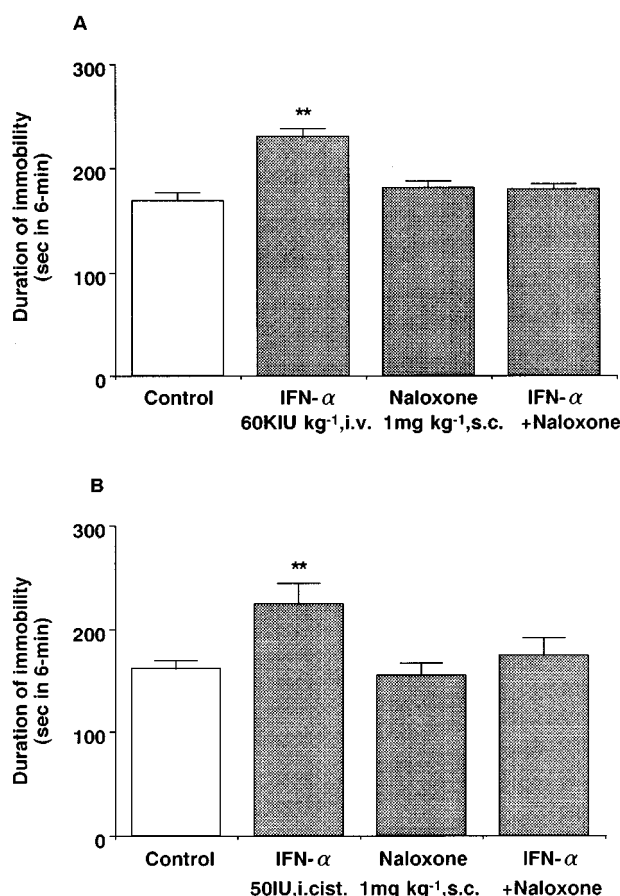 A
Duration of immobility
(sec in 6-min)
300
200
100
0
**
Control IFN-α Naloxone IFN-α
60KIU kg-1,i.v. 1mg kg-1,s.c. +Naloxone
B
Duration of immobility
(sec in 6-min)
300
200
100
0
**
Control IFN-α Naloxone IFN-α
50IU,i.cist. 1mg kg-1,s.c. +Naloxone